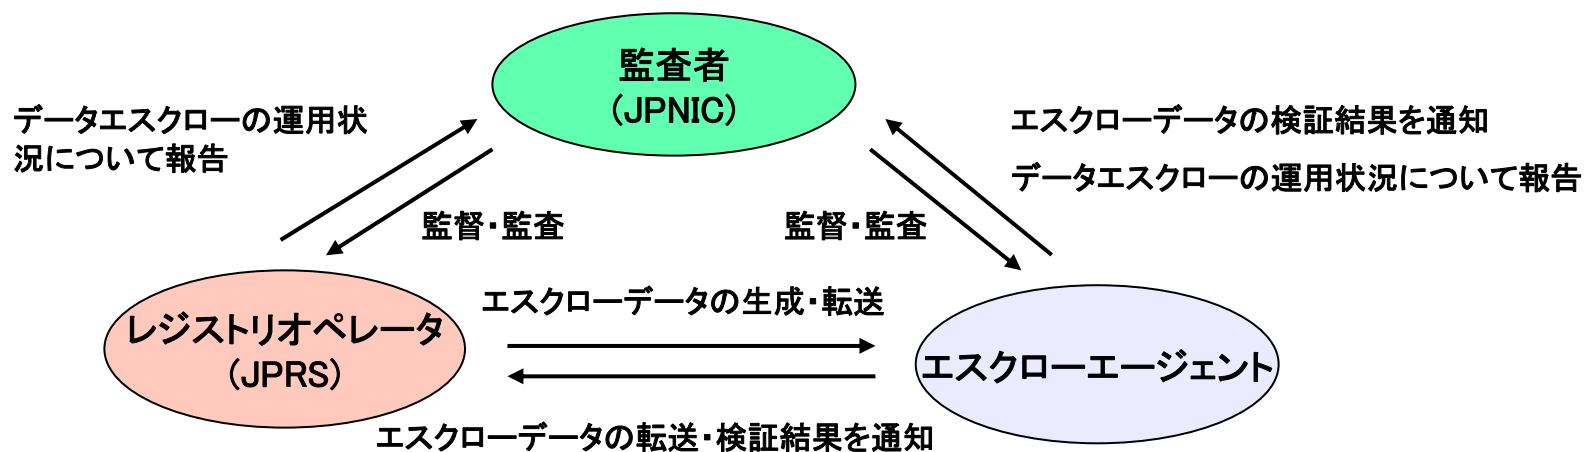 監査者
(JPNIC)
データエスクローの運用状
況について報告
エスクローデータの検証結果を通知
データエスクローの運用状況について報告
監督・監査
監督・監査
エスクローデータの生成・転送
レジストリオペレータ
(JPRS)
エスクローエージェント
エスクローデータの転送・検証結果を通知